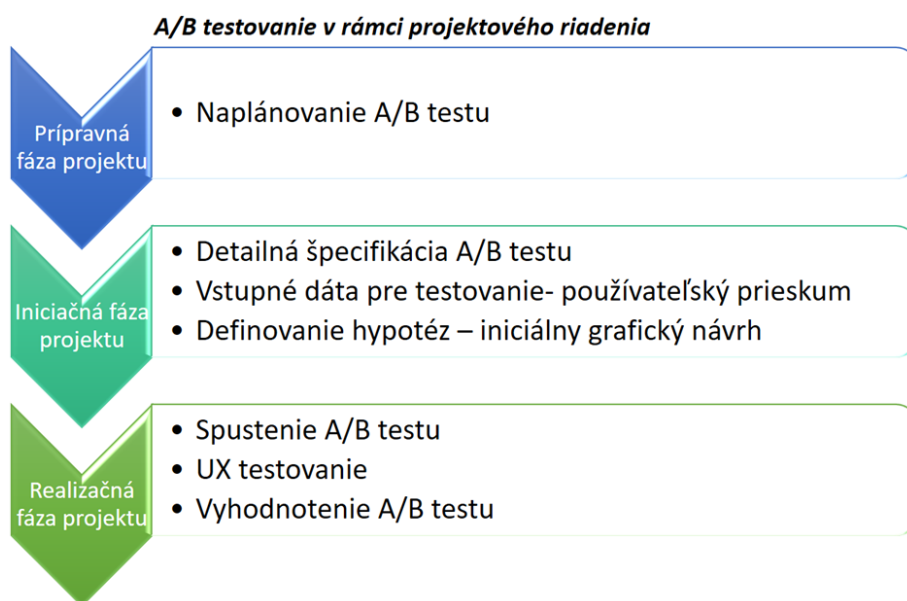 A/B testovanie v rámci projektového riadenia
Prípravná
fáza projektu
• Naplánovanie A/B testu
Iniciačná fáza
projektu
• Detailná špecifikácia A/B testu
• Vstupné dáta pre testovanie- používateľský prieskum
• Definovanie hypotéz – iniciálny grafický návrh
Realizačná
fáza projektu
• Spustenie A/B testu
• UX testovanie
• Vyhodnotenie A/B testu